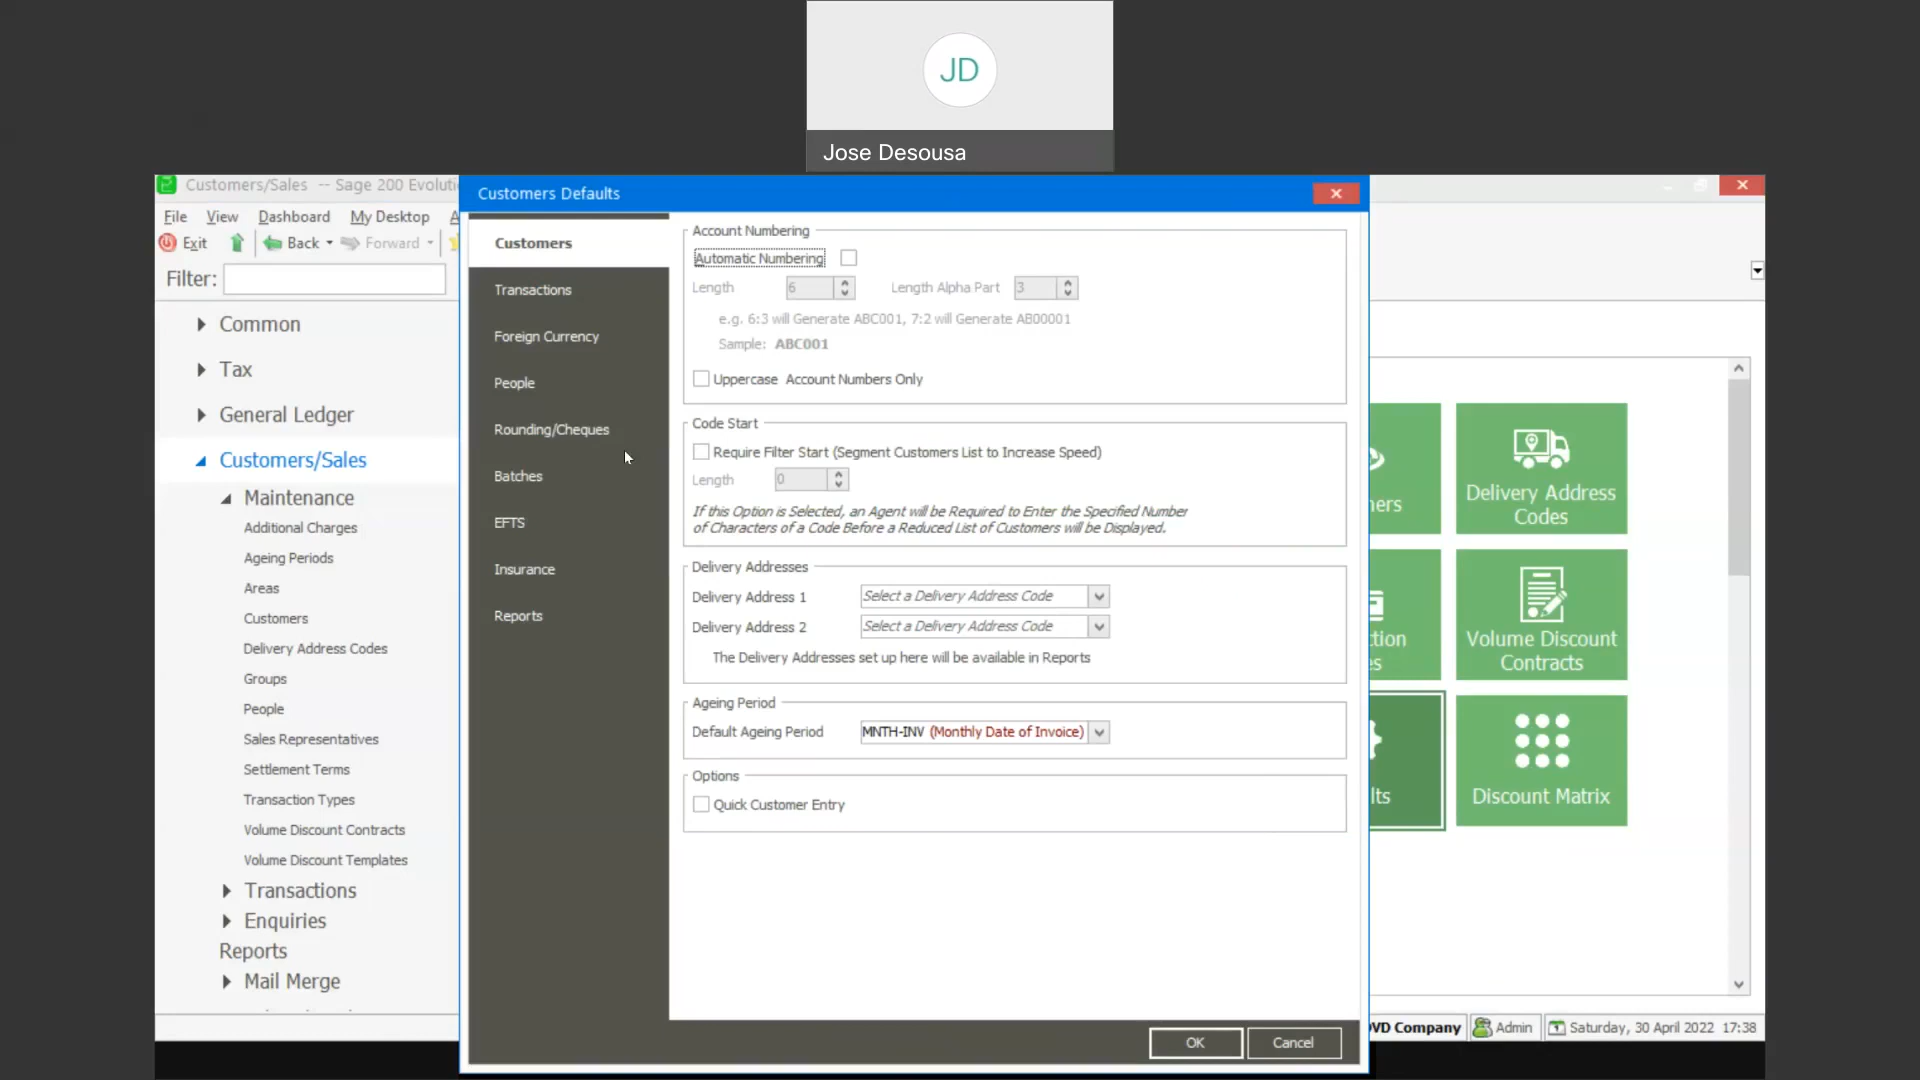 JD
Jose Desousa
Customers/Sales -- Sage 200 Evoluti
File View Dashboard My Desktop A
Exit Back Forward
Filter:
Common
Tax
General Ledger
Customers/Sales
Maintenance
Additional Charges
Ageing Periods
Areas
Customers
Delivery Address Codes
Groups
People
Sales Representatives
Settlement Terms
Transaction Types
Volume Discount Contracts
Volume Discount Templates
Transactions
Enquiries
Reports
Mail Merge
Customers Defaults
Customers
Transactions
Foreign Currency
People
Rounding/Cheques
Batches
EFTS
Insurance
Reports
Account Numbering
Automatic Numbering
Length 6 Length Alpha Part 3
e.g. 6:3 will Generate ABC001, 7:2 will Generate AB00001
Sample: ABC001
Uppercase Account Numbers Only
Code Start
Require Filter Start (Segment Customers List to Increase Speed)
Length 0
If this Option is Selected, an Agent will be Required to Enter the Specified Number
of Characters of a Code Before a Reduced List of Customers will be Displayed.
Delivery Addresses
Delivery Address 1 Select a Delivery Address Code
Delivery Address 2 Select a Delivery Address Code
The Delivery Addresses set up here will be available in Reports
Ageing Period
Default Ageing Period MNTH-INV (Monthly Date of Invoice)
Options
Quick Customer Entry
OK Cancel
ners
Delivery Address
Codes
tion
es
Volume Discount
Contracts
lts
Discount Matrix
VD Company Admin Saturday, 30 April 2022 17:38